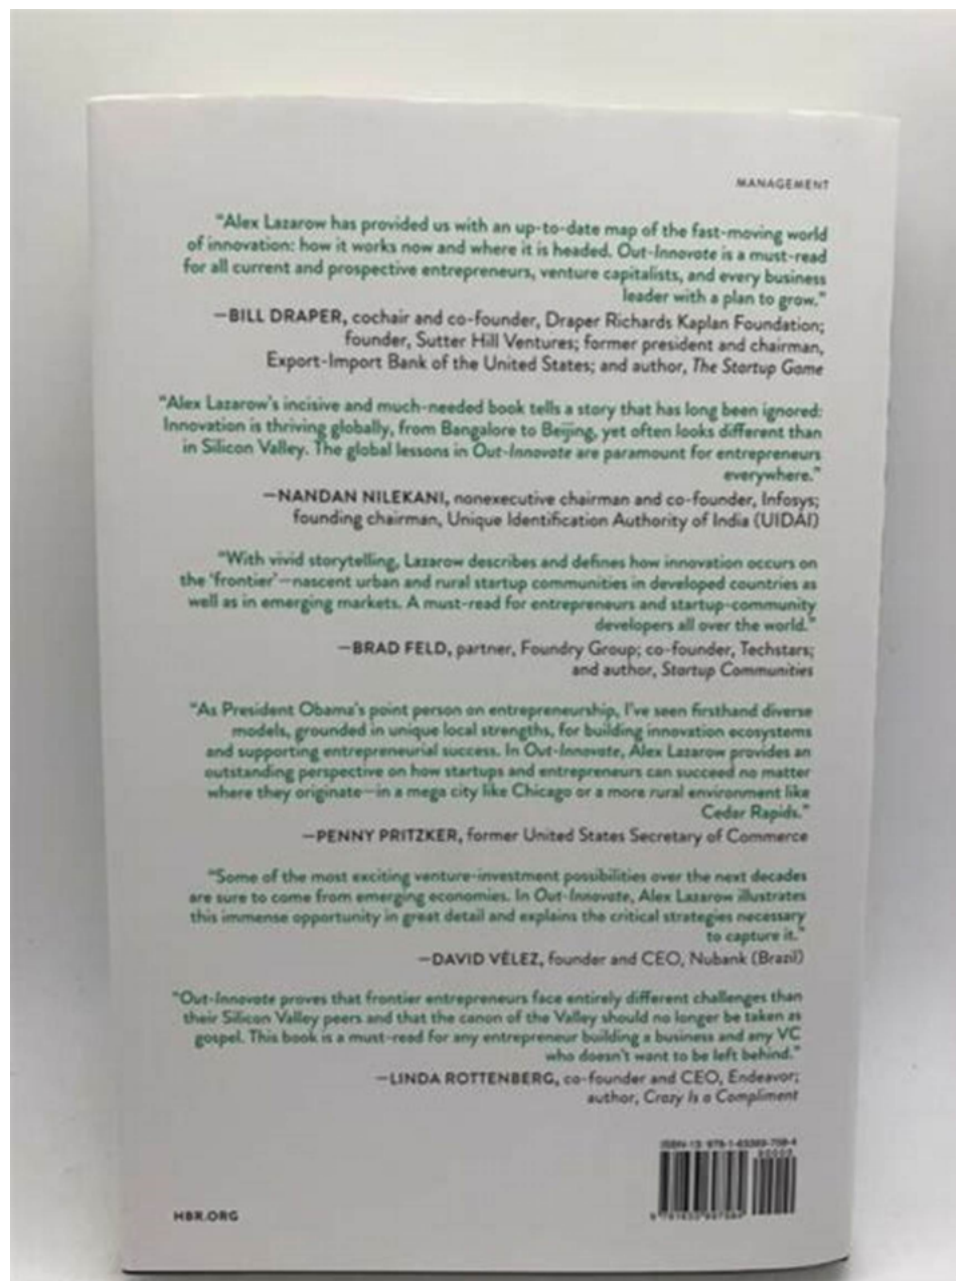 MANAGEMENT
"Alex Lazarow has provided us with an up-to-date map of the fast-moving world
of innovation: how it works now and where it is headed. Out-Innovate is a must-read
for all current and prospective entrepreneurs, venture capitalists, and every business
leader with a plan to grow."
—BILL DRAPER, cochair and co-founder, Draper Richards Kaplan Foundation;
founder, Sutter Hill Ventures; former president and chairman,
Export-Import Bank of the United States; and author, The Startup Game
"Alex Lazarow's incisive and much-needed book tells a story that has long been ignored:
Innovation is thriving globally, from Bangalore to Beijing, yet often looks different than
in Silicon Valley. The global lessons in Out-Innovate are paramount for entrepreneurs
everywhere."
—NANDAN NILEKANI, nonexecutive chairman and co-founder, Infosys;
founding chairman, Unique Identification Authority of India (UIDAI)
"With vivid storytelling, Lazarow describes and defines how innovation occurs on
the 'frontier'—nascent urban and rural startup communities in developed countries as
well as in emerging markets. A must-read for entrepreneurs and startup-community
developers all over the world."
—BRAD FELD, partner, Foundry Group; co-founder, Techstars;
and author, Startup Communities
"As President Obama's point person on entrepreneurship, I've seen firsthand diverse
models, grounded in unique local strengths, for building innovation ecosystems
and supporting entrepreneurial success. In Out-Innovate, Alex Lazarow provides an
outstanding perspective on how startups and entrepreneurs can succeed no matter
where they originate—in a mega city like Chicago or a more rural environment like
Cedar Rapids."
—PENNY PRITZKER, former United States Secretary of Commerce
"Some of the most exciting venture-investment possibilities over the next decades
are sure to come from emerging economies. In Out-Innovate, Alex Lazarow illustrates
this immense opportunity in great detail and explains the critical strategies necessary
to capture it."
—DAVID VÉLEZ, founder and CEO, Nubank (Brazil)
"Out-Innovate proves that frontier entrepreneurs face entirely different challenges than
their Silicon Valley peers and that the canon of the Valley should no longer be taken as
gospel. This book is a must-read for any entrepreneur building a business and any VC
who doesn't want to be left behind."
—LINDA ROTTENBERG, co-founder and CEO, Endeavor;
author, Crazy Is a Compliment
ISBN-13: 978-1-63369-758-4
90000
HBR.ORG